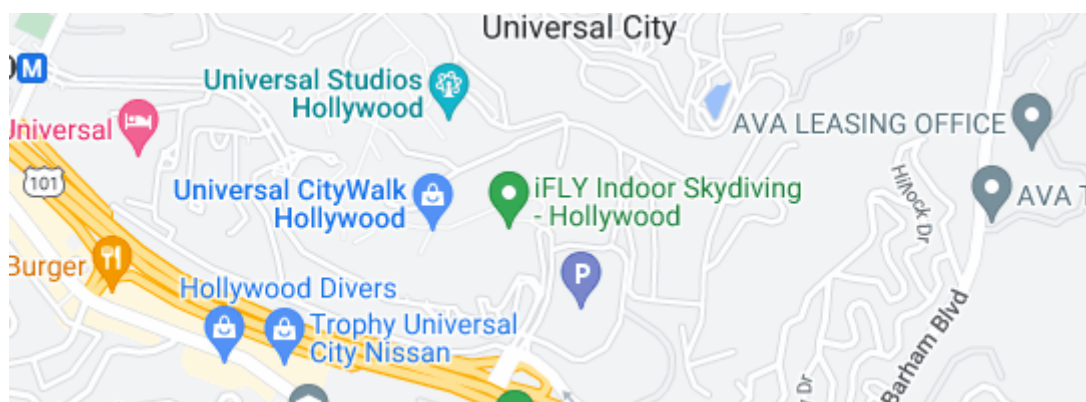 Universal City
M
Universal Studios
Hollywood
AVA LEASING OFFICE
Universal
101
Universal CityWalk
Hollywood
iFLY Indoor Skydiving
- Hollywood
Hillock Dr
AVA T
Burger
P
Hollywood Divers
Trophy Universal
City Nissan
Barham Blvd
Dr